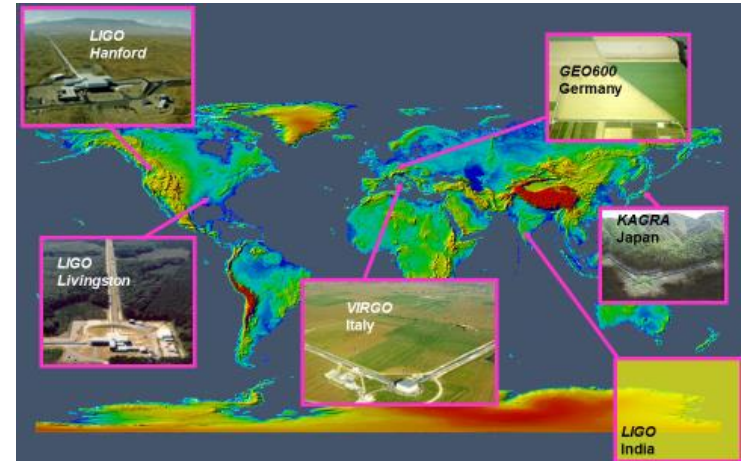 LIGO
Hanford
GEO600
Germany
KAGRA
Japan
LIGO
Livingston
VIRGO
Italy
LIGO
India